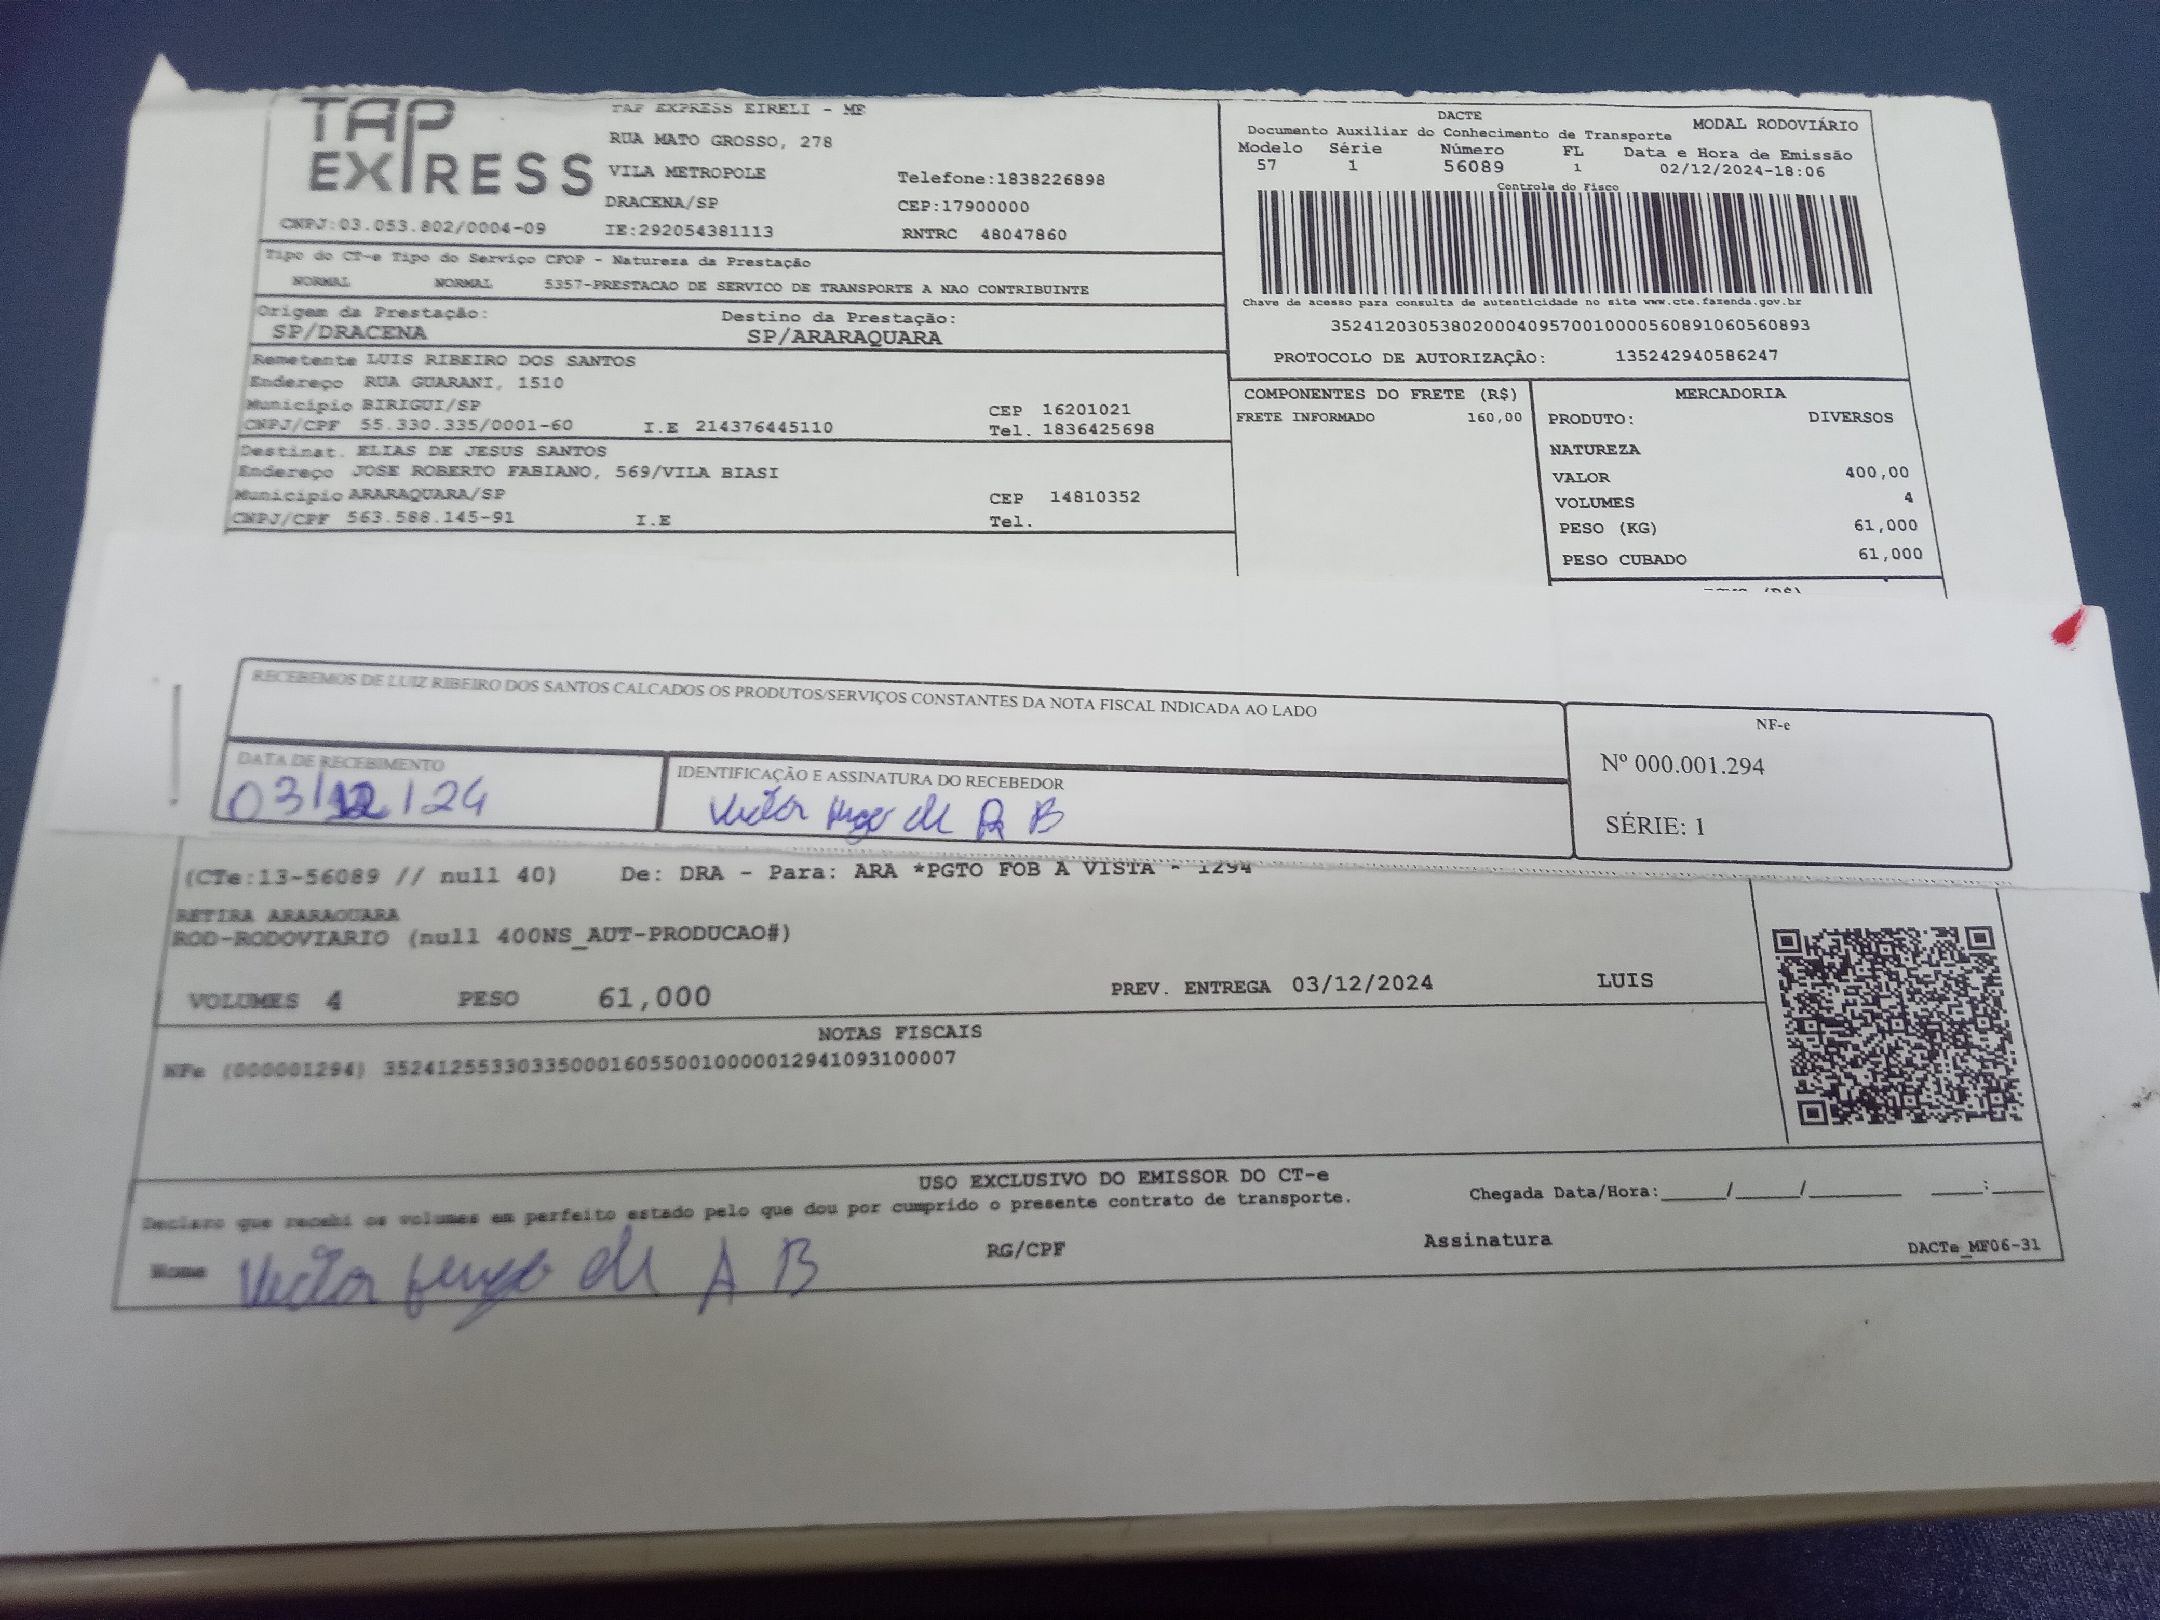 TAP EXPRESS
TAP EXPRESS EIRELI - ME
RUA MATO GROSSO, 278
VILA METROPOLE
Telefone:1838226898
DRACENA/SP
CEP:17900000
CNPJ:03.053.802/0004-09
IE:292054381113
RNTRC 48047860
DACTE
Documento Auxiliar do Conhecimento de Transporte
MODAL RODOVIÁRIO
Modelo Série Número FL Data e Hora de Emissão
57 1 56089 1 02/12/2024-18:06
Controle do Fisco
Chave de acesso para consulta de autenticidade no site www.cte.fazenda.gov.br
35241203053802000409570010000560891060560893
PROTOCOLO DE AUTORIZAÇÃO: 135242940586247
Tipo do CT-e Tipo do Serviço CFOP - Natureza da Prestação
NORMAL NORMAL 5357-PRESTACAO DE SERVICO DE TRANSPORTE A NAO CONTRIBUINTE
Origem da Prestação: Destino da Prestação:
SP/DRACENA SP/ARARAQUARA
Remetente LUIS RIBEIRO DOS SANTOS
Endereço RUA GUARANI, 1510
Município BIRIGUI/SP CEP 16201021
CNPJ/CPF 55.330.335/0001-60 I.E 214376445110 Tel. 1836425698
Destinat. ELIAS DE JESUS SANTOS
Endereço JOSE ROBERTO FABIANO, 569/VILA BIASI
Município ARARAQUARA/SP CEP 14810352
CNPJ/CPF 563.588.145-91 I.E Tel.
COMPONENTES DO FRETE (R$)
FRETE INFORMADO 160,00
MERCADORIA
PRODUTO: DIVERSOS
NATUREZA
VALOR 400,00
VOLUMES 4
PESO (KG) 61,000
PESO CUBADO 61,000
RECEBEMOS DE LUIZ RIBEIRO DOS SANTOS CALCADOS OS PRODUTOS/SERVIÇOS CONSTANTES DA NOTA FISCAL INDICADA AO LADO
DATA DE RECEBIMENTO
03/12/24
IDENTIFICAÇÃO E ASSINATURA DO RECEBEDOR
Victor de B
NF-e
Nº 000.001.294
SÉRIE: 1
(CTe:13-56089 // null 40) De: DRA - Para: ARA *PGTO FOB A VISTA - 1294
RETIRA ARARAQUARA
ROD-RODOVIARIO (null 400NS_AUT-PRODUCAO#)
VOLUMES 4 PESO 61,000 PREV. ENTREGA 03/12/2024 LUIS
NOTAS FISCAIS
NFe (000001294) 35241255330335000160550010000012941093100007
USO EXCLUSIVO DO EMISSOR DO CT-e
Declaro que recebi os volumes em perfeito estado pelo que dou por cumprido o presente contrato de transporte.
Chegada Data/Hora:_____/_____/_______ ____:____
Nome Victor de A B
RG/CPF
Assinatura
DACTe_MF06-31